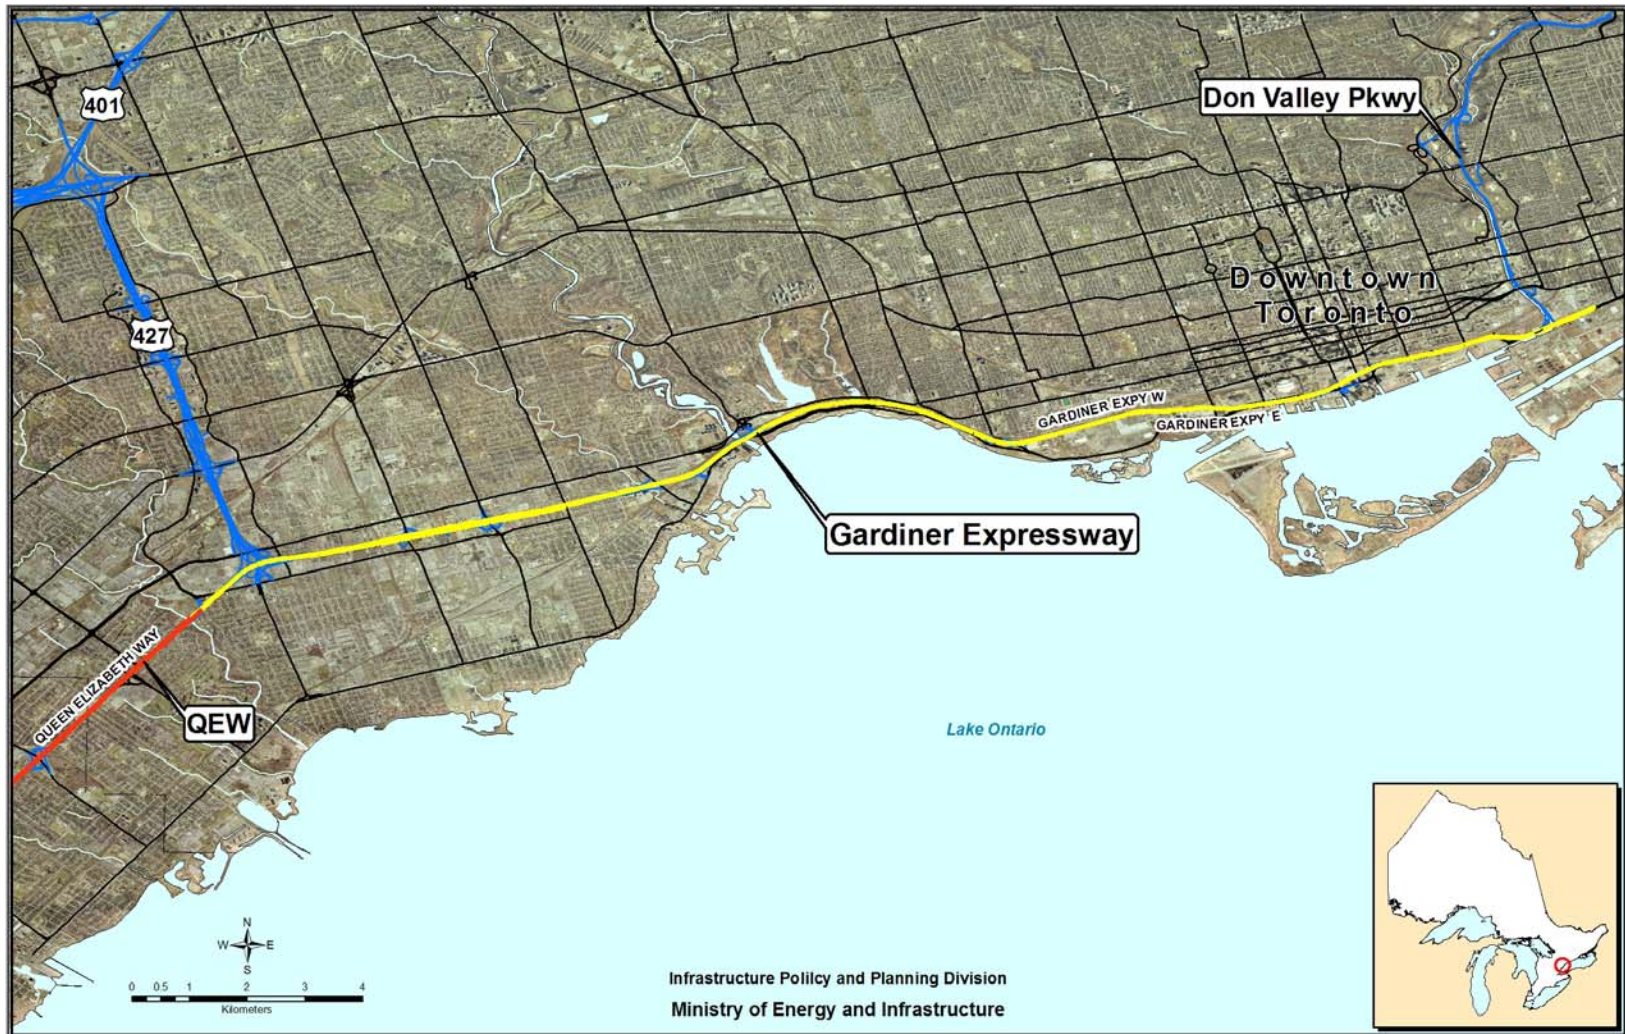 401
Don Valley Pkwy
Downtown
Toronto
427
GARDINER EXPY W
GARDINER EXPY E
Gardiner Expressway
QUEEN ELIZABETH WAY
QEW
Lake Ontario
N
W E
S
0 0.5 1 2 3 4
Kilometers
Infrastructure Polilcy and Planning Division
Ministry of Energy and Infrastructure